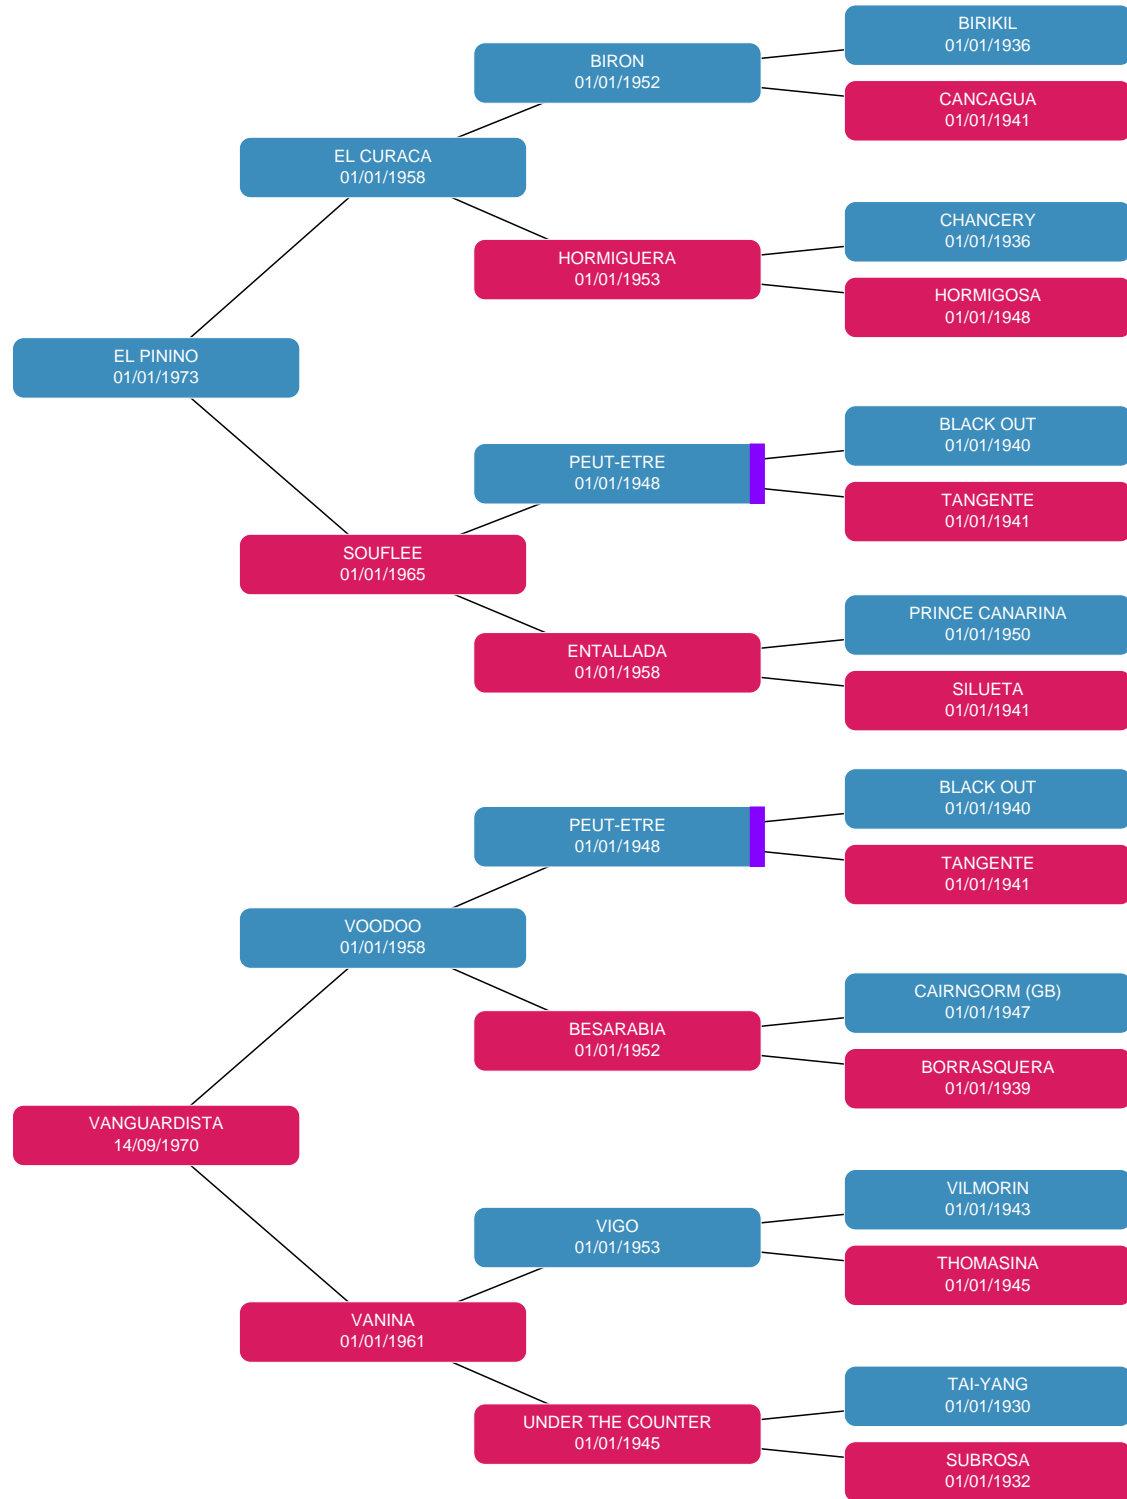 BIRIKIL
01/01/1936
BIRON
01/01/1952
CANCAGUA
01/01/1941
EL CURACA
01/01/1958
CHANCERY
01/01/1936
HORMIGUERA
01/01/1953
HORMIGOSA
01/01/1948
EL PININO
01/01/1973
BLACK OUT
01/01/1940
PEUT-ETRE
01/01/1948
TANGENTE
01/01/1941
SOUFLEE
01/01/1965
PRINCE CANARINA
01/01/1950
ENTALLADA
01/01/1958
SILUETA
01/01/1941
BLACK OUT
01/01/1940
PEUT-ETRE
01/01/1948
TANGENTE
01/01/1941
VOODOO
01/01/1958
CAIRNGORM (GB)
01/01/1947
BESARABIA
01/01/1952
BORRASQUERA
01/01/1939
VANGUARDISTA
14/09/1970
VILMORIN
01/01/1943
VIGO
01/01/1953
THOMASINA
01/01/1945
VANINA
01/01/1961
TAI-YANG
01/01/1930
UNDER THE COUNTER
01/01/1945
SUBROSA
01/01/1932